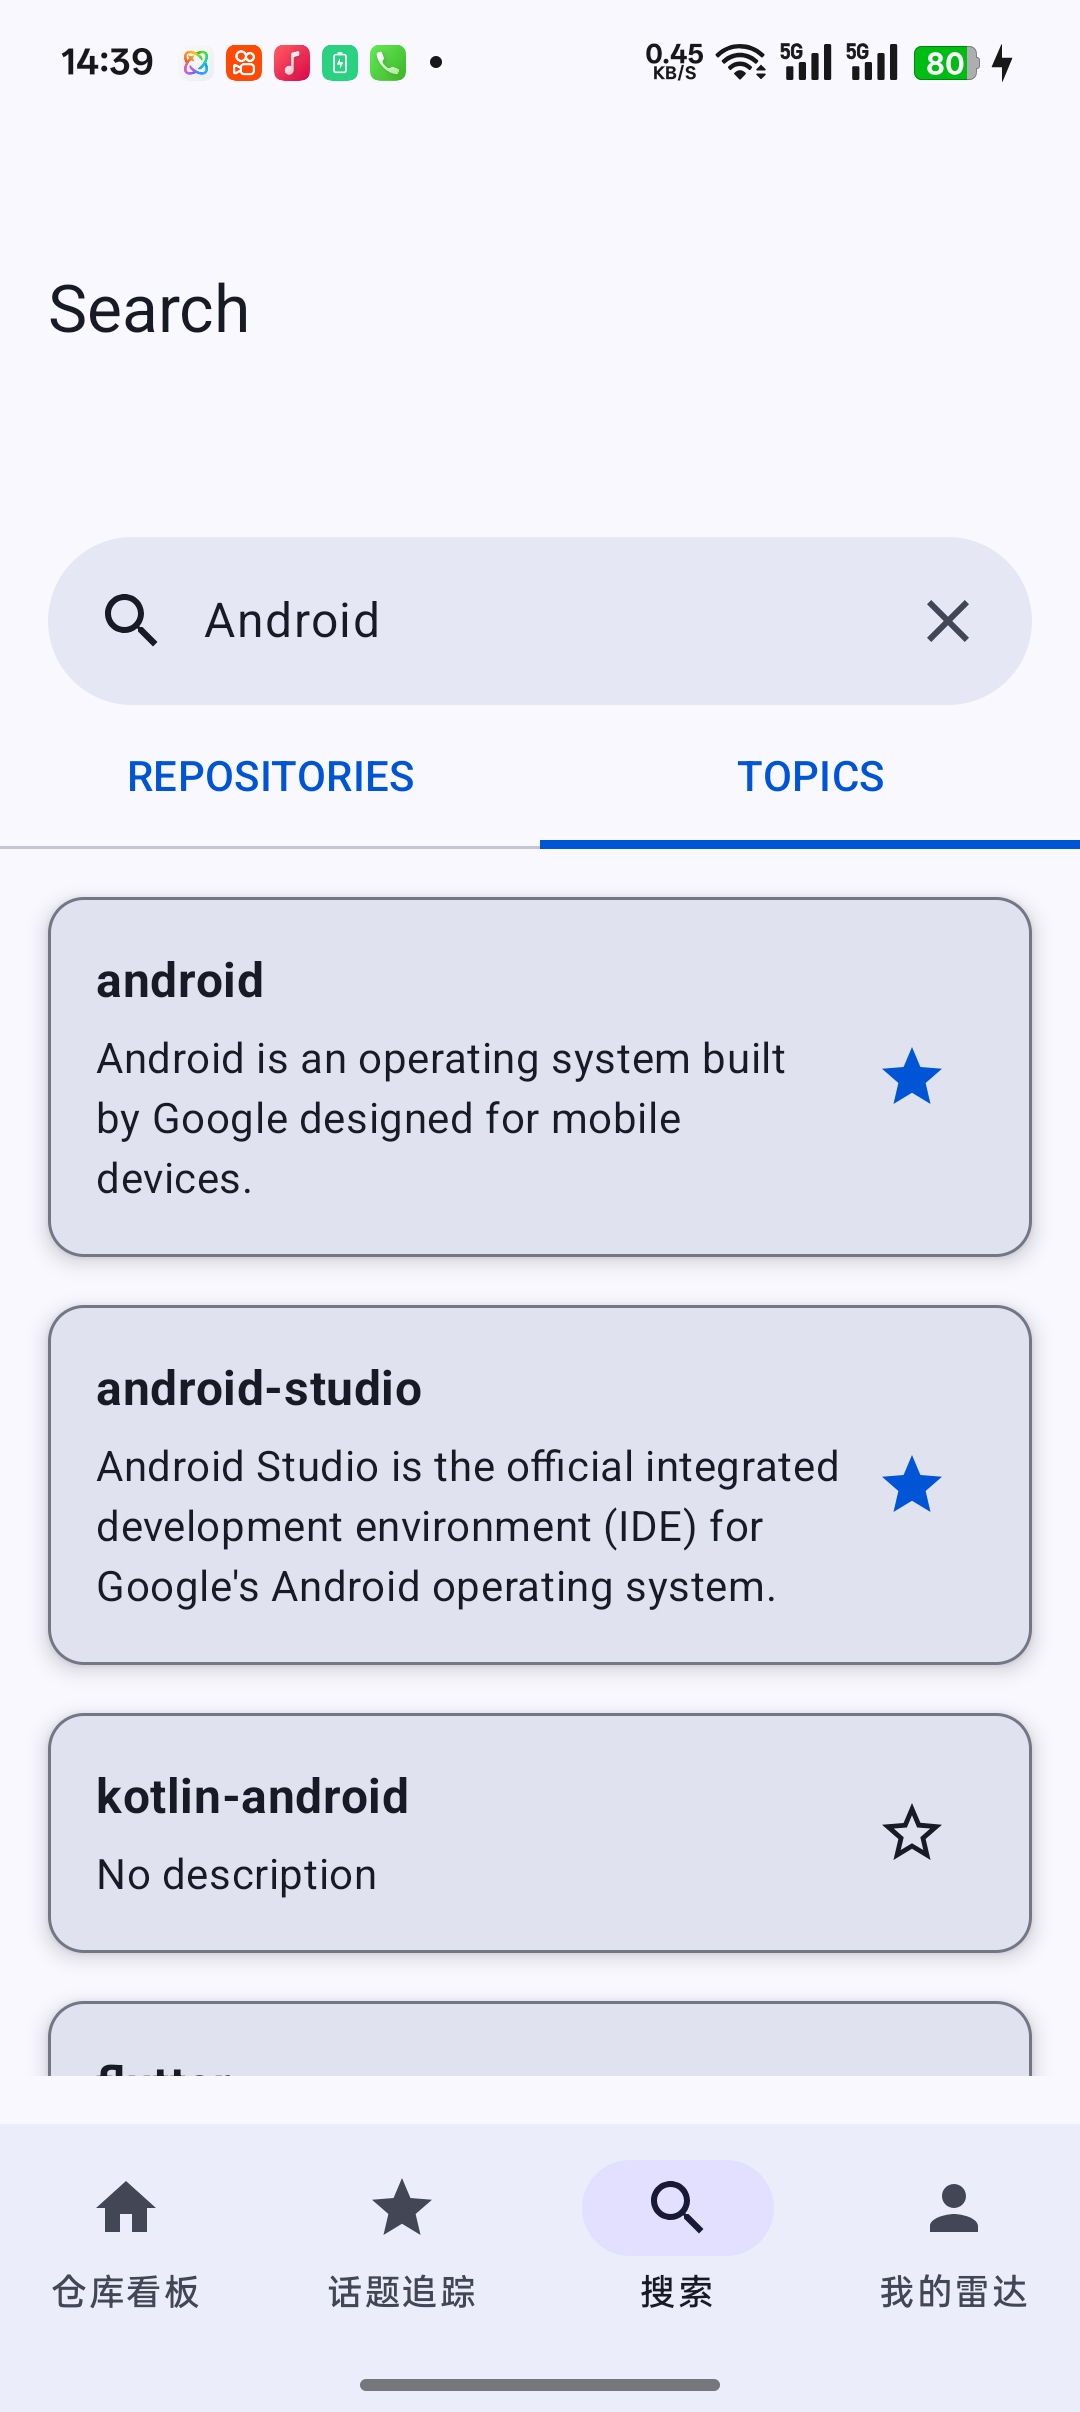 14:39
0.45
KB/S
5G
5G
80
Search
Android
REPOSITORIES
TOPICS
android
Android is an operating system built
by Google designed for mobile
devices.
android-studio
Android Studio is the official integrated
development environment (IDE) for
Google's Android operating system.
kotlin-android
No description
flutter
仓库看板
话题追踪
搜索
我的雷达